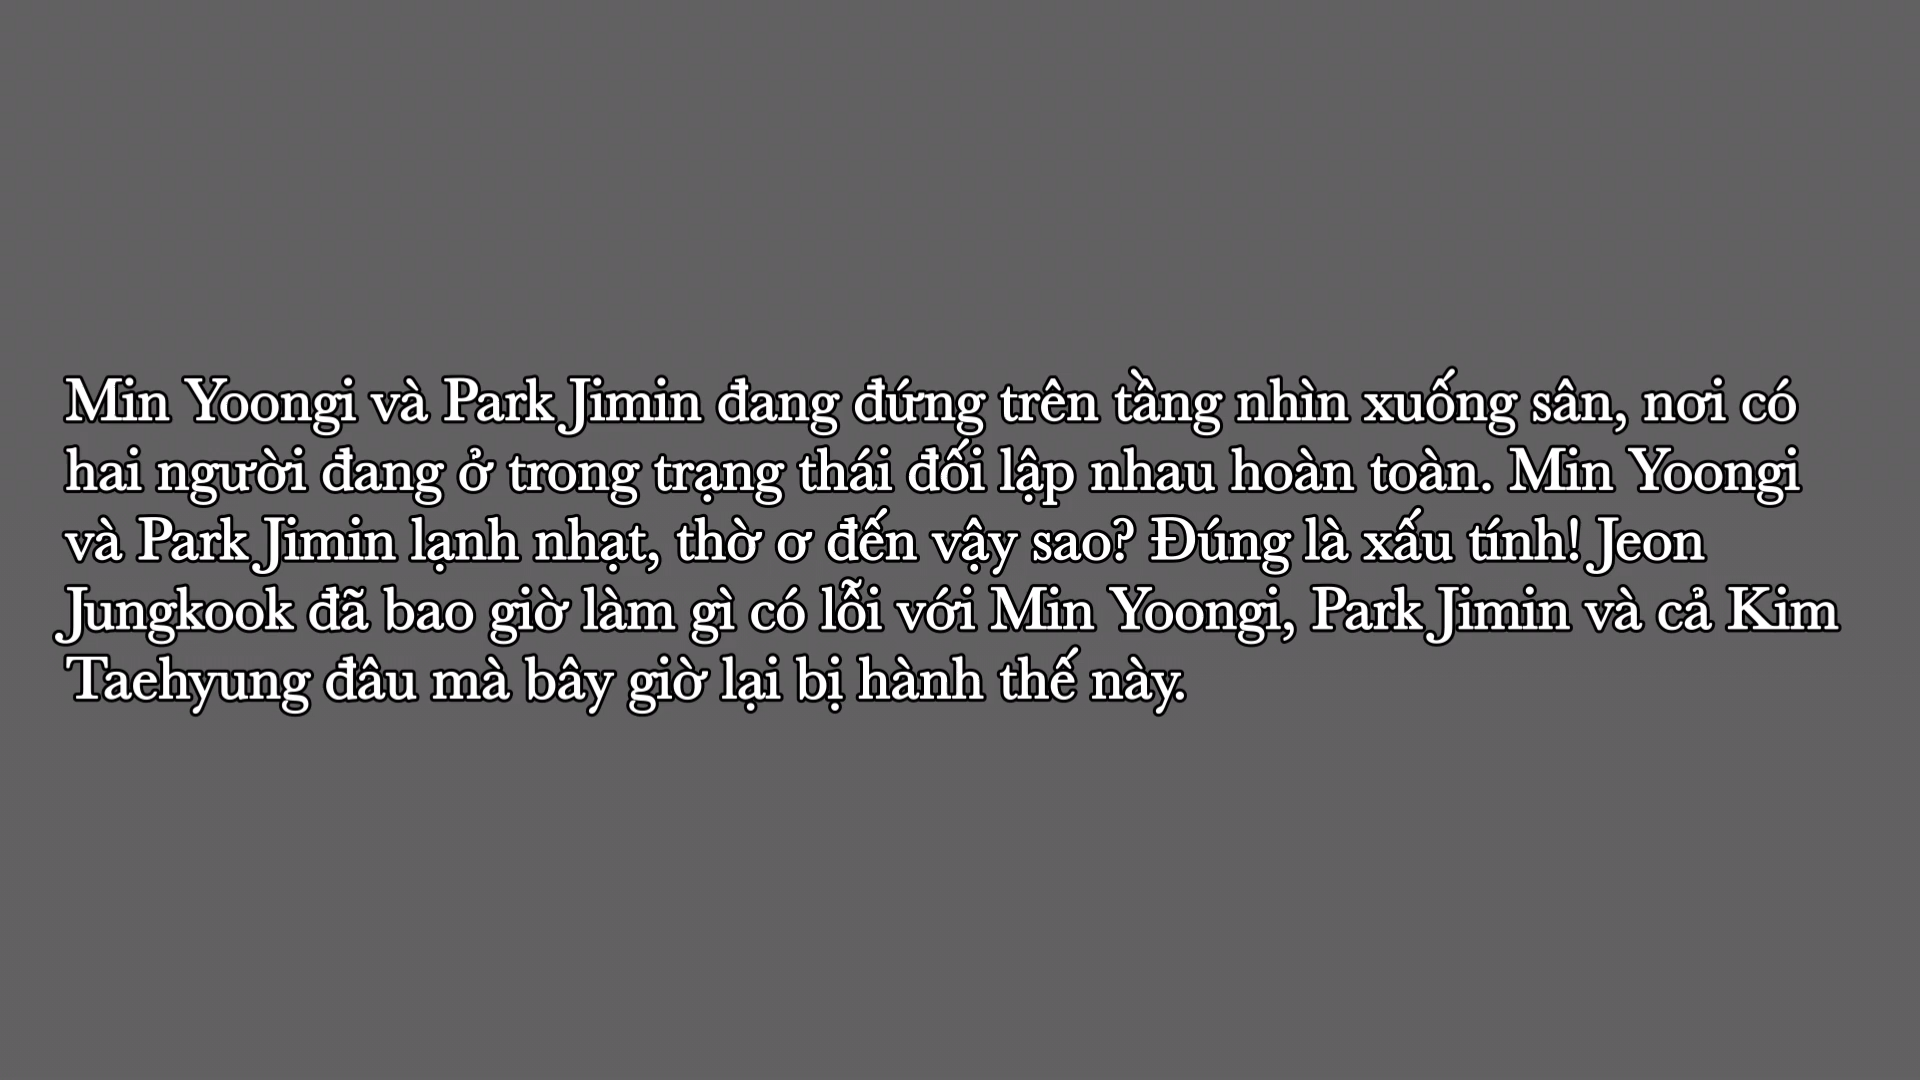 Min Yoongi và Park Jimin đang đứng trên tầng nhìn xuống sân, nơi có
hai người đang ở trong trạng thái đối lập nhau hoàn toàn. Min Yoongi
và Park Jimin lạnh nhạt, thờ ơ đến vậy sao? Đúng là xấu tính! Jeon
Jungkook đã bao giờ làm gì có lỗi với Min Yoongi, Park Jimin và cả Kim
Taehyung đâu mà bây giờ lại bị hành thế này.